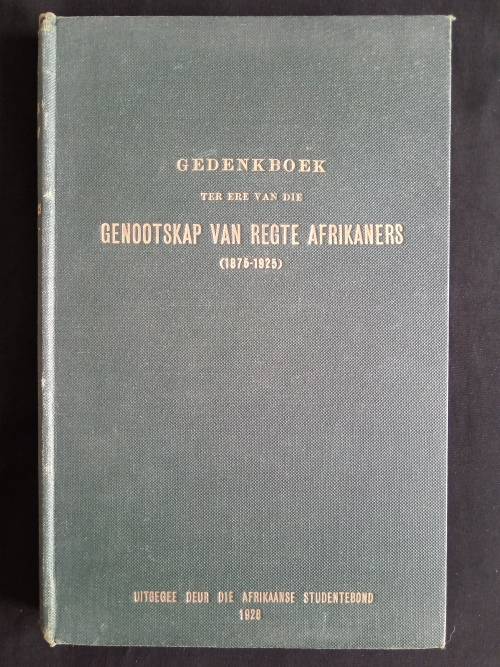 GEDENKBOEK
TER ERE VAN DIE
GENOOTSKAP VAN REGTE AFRIKANERS
(1875-1925)
UITGEGEE DEUR DIE AFRIKAANSE STUDENTEBOND
1926